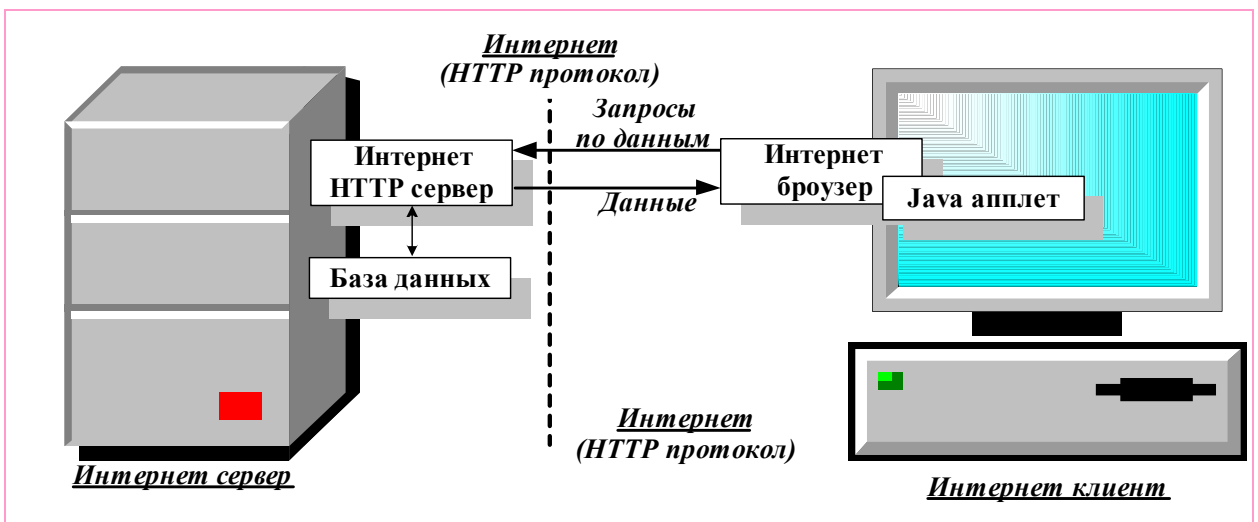 Интернет
(HTTP протокол)
Запросы
по данным
Интернет
HTTP сервер
Интернет
броузер
Java апплет
Данные
База данных
Интернет
(HTTP протокол)
Интернет сервер
Интернет клиент